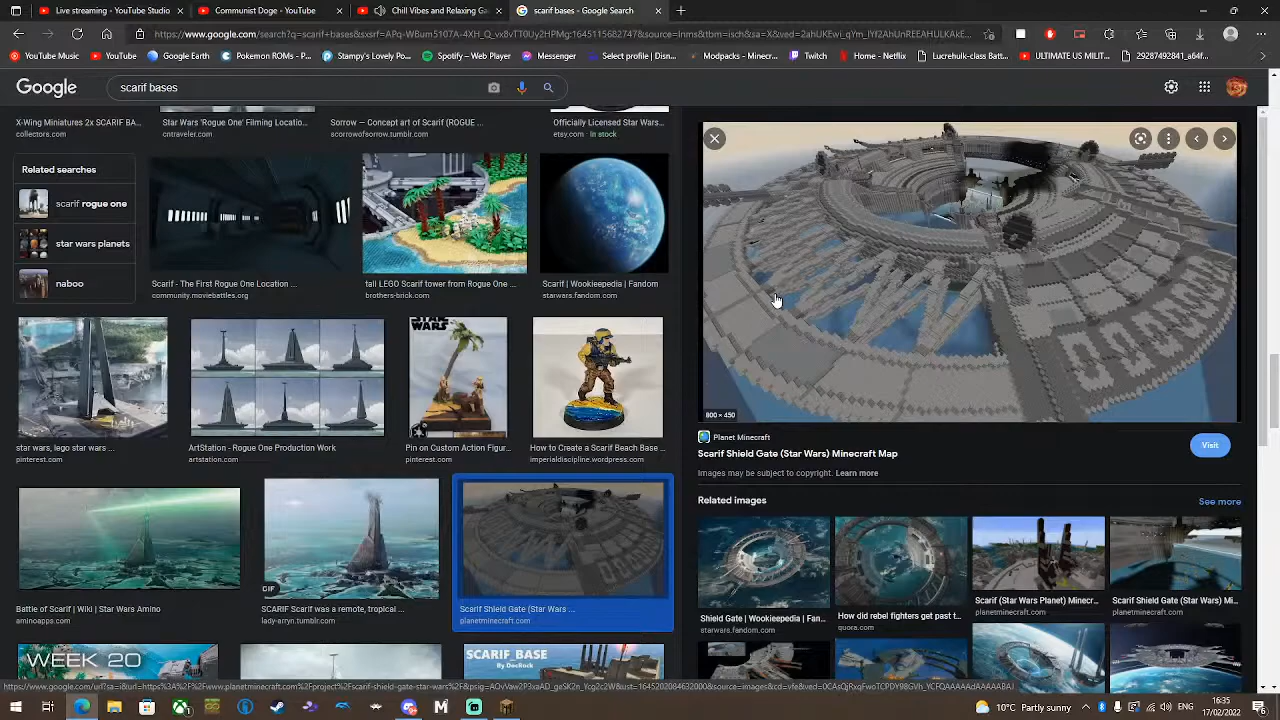 Live streaming - YouTube Studio
Communist Doge - YouTube
Chill Vibes and Relaxing Ga
scarif bases - Google Search
YouTube Music
YouTube
Google Earth
Pokemon ROMs - P...
Stampy's Lovely Po...
Spotify – Web Player
Messenger
Select profile | Disn...
Modpacks - Minecr...
Twitch
Home - Netflix
Lucrehulk-class Batt...
ULTIMATE US MILIT...
29287492841_a64f...
Google
scarif bases
X-Wing Miniatures 2x SCARIF BA...
collectors.com
Star Wars 'Rogue One' Filming Locatio...
cntraveler.com
Sorrow — Concept art of Scarif (ROGUE ...
scorrowofsorrow.tumblr.com
Officially Licensed Star Wars...
etsy.com · In stock
Related searches
scarif rogue one
star wars planets
naboo
Scarif - The First Rogue One Location ...
community.moviebattles.org
tall LEGO Scarif tower from Rogue One ...
brothers-brick.com
Scarif | Wookieepedia | Fandom
starwars.fandom.com
WARS
star wars, lego star wars ...
pinterest.com
ArtStation - Rogue One Production Work
artstation.com
Pin on Custom Action Figur...
pinterest.com
How to Create a Scarif Beach Base ...
imperialdiscipline.wordpress.com
GIF
Battle of Scarif | Wiki | Star Wars Amino
aminoapp.com
SCARIF Scarif was a remote, tropical ...
lady-arryn.tumblr.com
Scarif Shield Gate (Star Wars ...
planetminecraft.com
WEEK 20
SCARIF_BASE
By DocRock
800 × 450
Planet Minecraft
Scarif Shield Gate (Star Wars) Minecraft Map
Visit
Images may be subject to copyright. Learn more
Related images
See more
Shield Gate | Wookieepedia | Fan...
starwars.fandom.com
How did rebel fighters get past t...
quora.com
Scarif (Star Wars Planet) Minecr...
planetminecraft.com
Scarif Shield Gate (Star Wars) Mi...
planetminecraft.com
10°C Partly sunny
16:35
17/02/2022